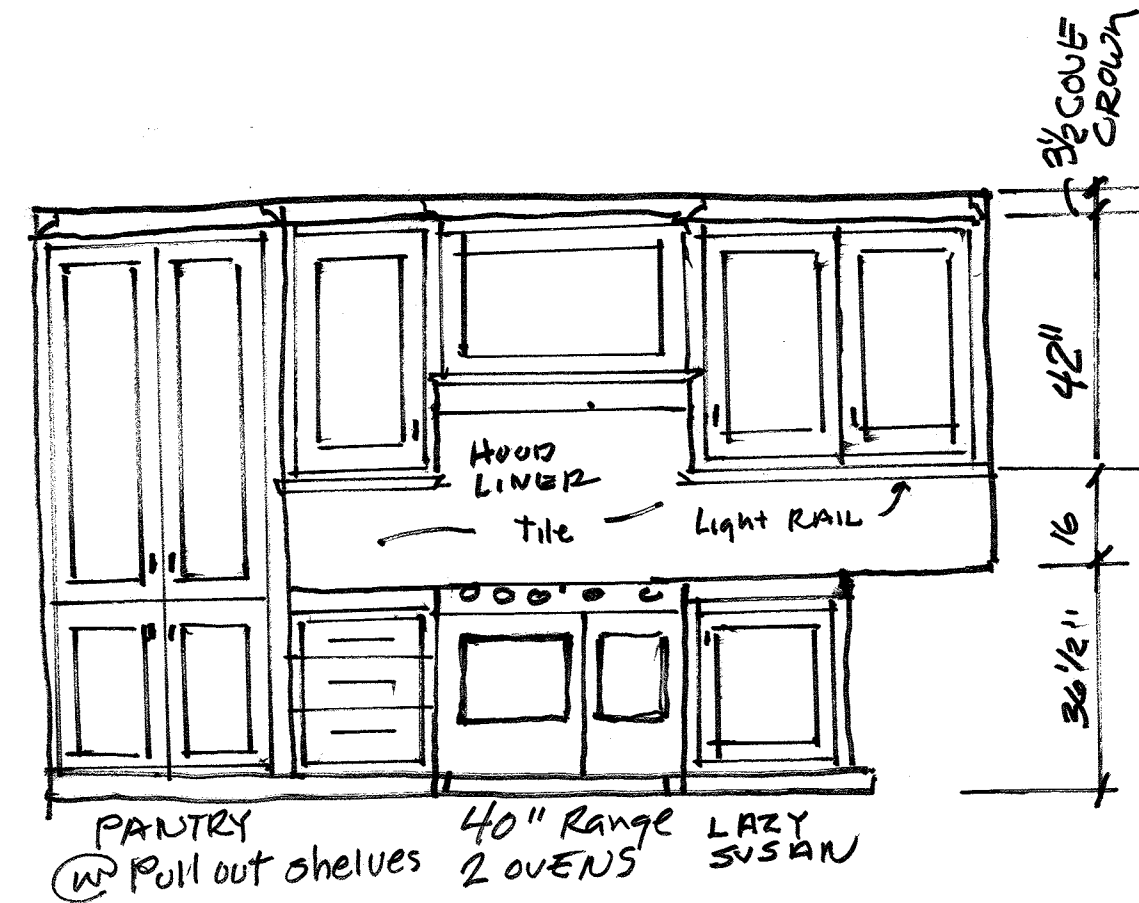 3½" COVE
CROWN
42"
HOOD
LINER
Tile
Light RAIL
16
36½"
PANTRY
w Pull out shelves
40" Range
2 OVENS
LAZY
SUSAN